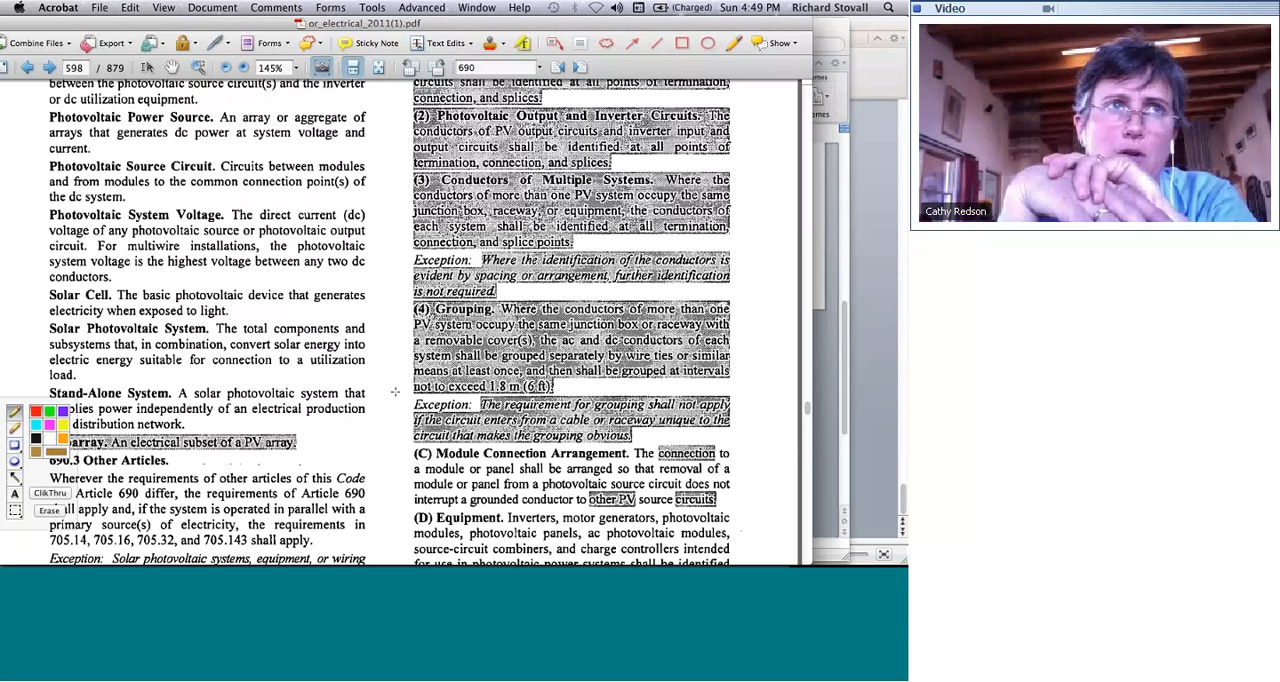 Acrobat File Edit View Document Comments Forms Tools Advanced Window Help (Charged) Sun 4:49 PM Richard Stovall
or_electrical_2011(1).pdf
Combine Files Export Forms Sticky Note Text Edits Show
598 / 879 145% 690
between the photovoltaic source circuit(s) and the inverter
or dc utilization equipment.
Photovoltaic Power Source. An array or aggregate of
arrays that generates dc power at system voltage and
current.
Photovoltaic Source Circuit. Circuits between modules
and from modules to the common connection point(s) of
the dc system.
Photovoltaic System Voltage. The direct current (dc)
voltage of any photovoltaic source or photovoltaic output
circuit. For multiwire installations, the photovoltaic
system voltage is the highest voltage between any two dc
conductors.
Solar Cell. The basic photovoltaic device that generates
electricity when exposed to light.
Solar Photovoltaic System. The total components and
subsystems that, in combination, convert solar energy into
electric energy suitable for connection to a utilization
load.
Stand-Alone System. A solar photovoltaic system that
plies power independently of an electrical production
distribution network.
array. An electrical subset of a PV array.
690.3 Other Articles.
Wherever the requirements of other articles of this Code
Article 690 differ, the requirements of Article 690
all apply and, if the system is operated in parallel with a
primary source(s) of electricity, the requirements in
705.14, 705.16, 705.32, and 705.143 shall apply.
Exception: Solar photovoltaic systems, equipment, or wiring
A
ClikThru
Erase
circuits shall be identified at all points of termination,
connection, and splices.
(2) Photovoltaic Output and Inverter Circuits. The
conductors of PV output circuits and inverter input and
output circuits shall be identified at all points of
termination, connection, and splices.
(3) Conductors of Multiple Systems. Where the
conductors of more than one PV system occupy the same
junction box, raceway, or equipment, the conductors of
each system shall be identified at all termination,
connection, and splice points.
Exception: Where the identification of the conductors is
evident by spacing or arrangement, further identification
is not required.
(4) Grouping. Where the conductors of more than one
PV system occupy the same junction box or raceway with
a removable cover(s), the ac and dc conductors of each
system shall be grouped separately by wire ties or similar
means at least once, and then shall be grouped at intervals
not to exceed 1.8 m (6 ft).
Exception: The requirement for grouping shall not apply
if the circuit enters from a cable or raceway unique to the
circuit that makes the grouping obvious.
(C) Module Connection Arrangement. The connection to
a module or panel shall be arranged so that removal of a
module or panel from a photovoltaic source circuit does not
interrupt a grounded conductor to other PV source circuits.
(D) Equipment. Inverters, motor generators, photovoltaic
modules, photovoltaic panels, ac photovoltaic modules,
source-circuit combiners, and charge controllers intended
for use in photovoltaic power systems shall be identified
Video
Cathy Redson